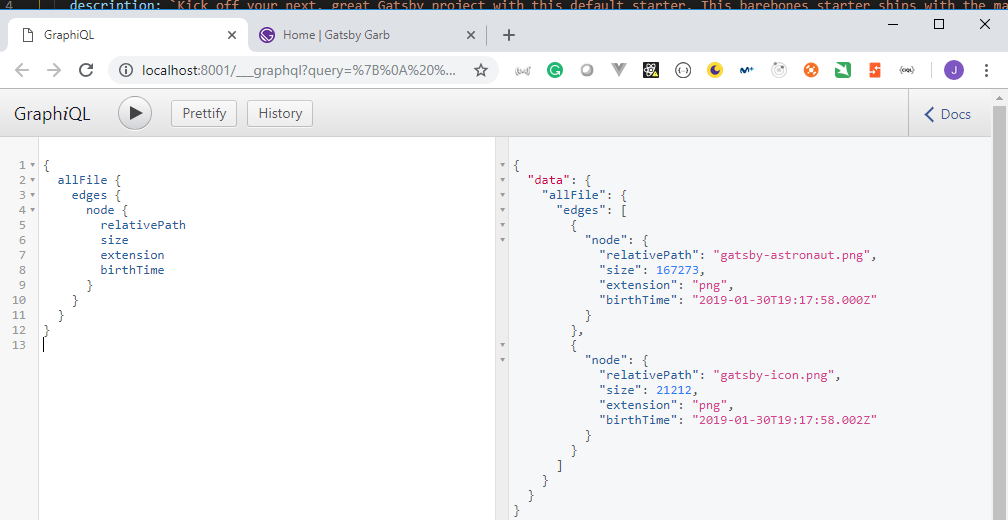 4 description: `Kick off your next, great Gatsby project with this default starter. This barebones starter ships with the ma
GraphiQL
Home | Gatsby Garb
localhost:8001/___graphql?query=%7B%0A%20%...
J
GraphiQL Prettify History Docs
1 {
2 allFile {
3 edges {
4 node {
5 relativePath
6 size
7 extension
8 birthTime
9 }
10 }
11 }
12 }
13
{
"data": {
"allFile": {
"edges": [
{
"node": {
"relativePath": "gatsby-astronaut.png",
"size": 167273,
"extension": "png",
"birthTime": "2019-01-30T19:17:58.000Z"
}
},
{
"node": {
"relativePath": "gatsby-icon.png",
"size": 21212,
"extension": "png",
"birthTime": "2019-01-30T19:17:58.002Z"
}
}
]
}
}
}